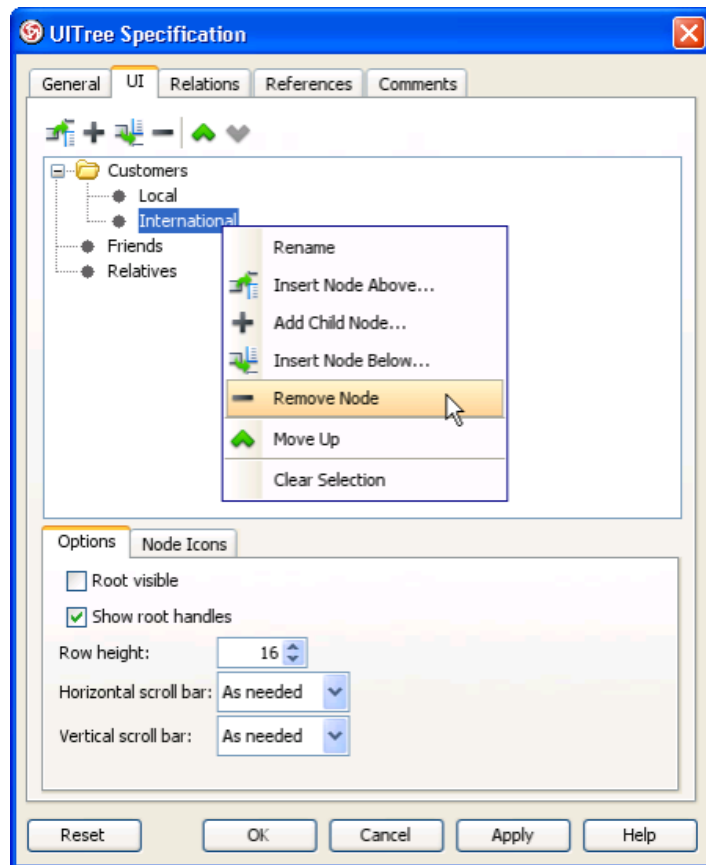 UITree Specification
General UI Relations References Comments
Customers
Local
International
Friends
Relatives
Rename
Insert Node Above...
Add Child Node...
Insert Node Below...
Remove Node
Move Up
Clear Selection
Options Node Icons
Root visible
Show root handles
Row height: 16
Horizontal scroll bar: As needed
Vertical scroll bar: As needed
Reset OK Cancel Apply Help